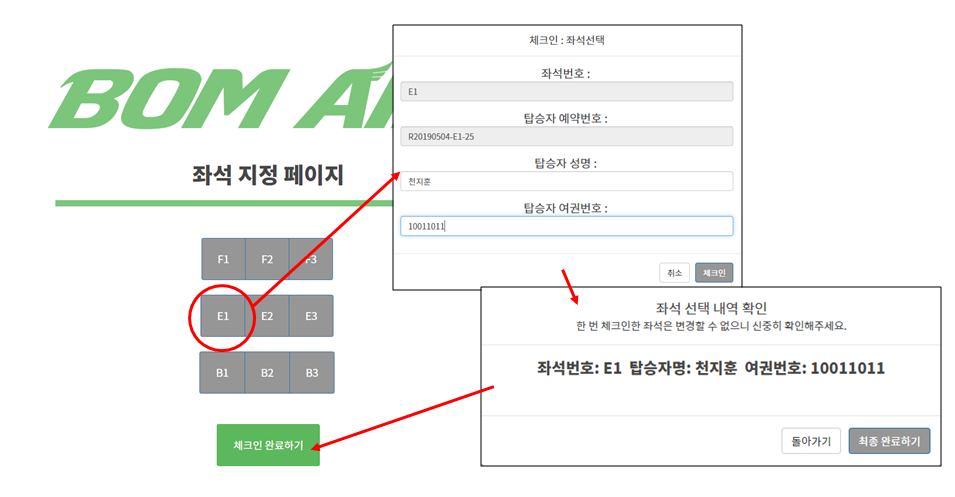 BOM
좌석 지정 페이지
F1 F2 F3
E1 E2 E3
B1 B2 B3
체크인 완료하기
체크인 : 좌석선택
좌석번호 :
E1
탑승자 예약번호 :
R20190504-E1-25
탑승자 성명 :
천지훈
탑승자 여권번호 :
10011011
취소 체크인
좌석 선택 내역 확인
한 번 체크인한 좌석은 변경할 수 없으니 신중히 확인해주세요.
좌석번호: E1 탑승자명: 천지훈 여권번호: 10011011
돌아가기 최종 완료하기